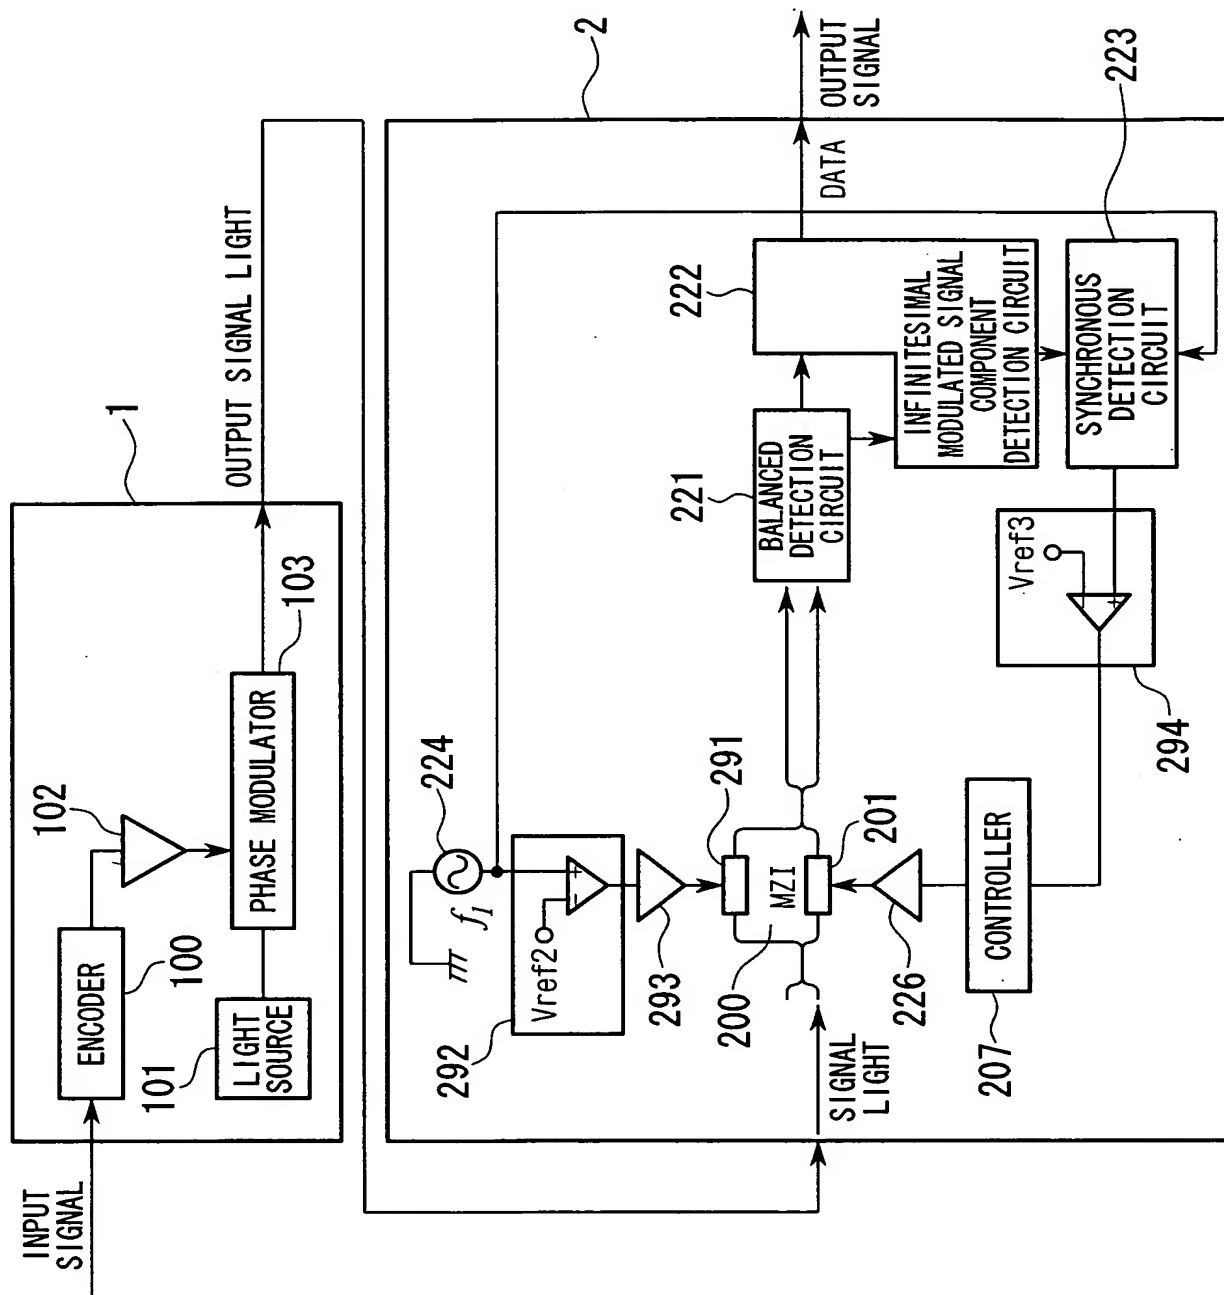 INPUT
SIGNAL
1
ENCODER
100
102
LIGHT
SOURCE
101
PHASE MODULATOR
103
OUTPUT SIGNAL LIGHT
2
SIGNAL
LIGHT
224
f1
292
Vref2
293
MZI
200
291
201
226
CONTROLLER
207
BALANCED
DETECTION
CIRCUIT
221
222
INFINITESIMAL
MODULATED SIGNAL
COMPONENT
DETECTION CIRCUIT
DATA
OUTPUT
SIGNAL
SYNCHRONOUS
DETECTION
CIRCUIT
223
Vref3
294
+
-
+
-